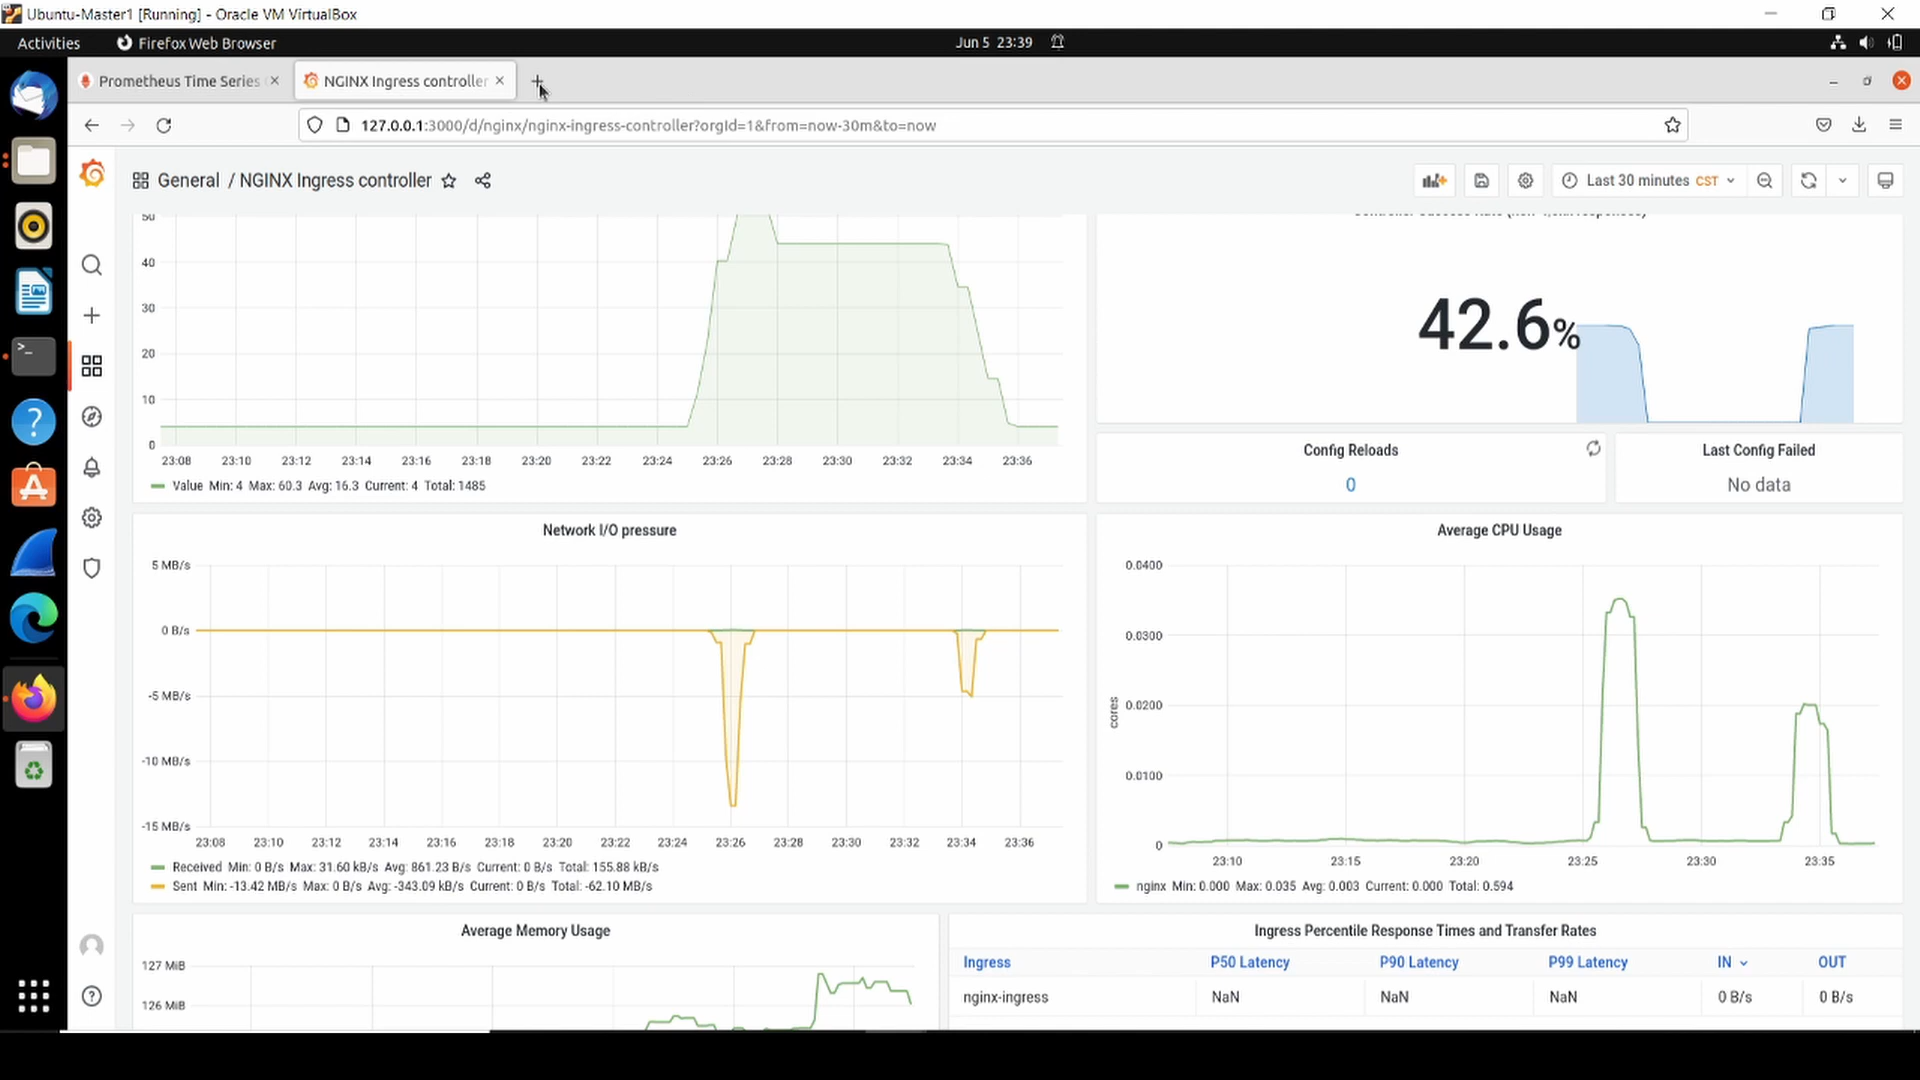 Ubuntu-Master1 [Running] - Oracle VM VirtualBox
Activities Firefox Web Browser Jun 5 23:39
Prometheus Time Series NGINX Ingress controller
127.0.0.1:3000/d/nginx/nginx-ingress-controller?orgId=1&from=now-30m&to=now
General / NGINX Ingress controller Last 30 minutes CST
50
40
30
20
10
0
23:08 23:10 23:12 23:14 23:16 23:18 23:20 23:22 23:24 23:26 23:28 23:30 23:32 23:34 23:36
Value Min: 4 Max: 60.3 Avg: 16.3 Current: 4 Total: 1485
42.6%
Config Reloads
0
Last Config Failed
No data
Network I/O pressure
5 MB/s
0 B/s
-5 MB/s
-10 MB/s
-15 MB/s
23:08 23:10 23:12 23:14 23:16 23:18 23:20 23:22 23:24 23:26 23:28 23:30 23:32 23:34 23:36
Received Min: 0 B/s Max: 31.60 kB/s Avg: 861.23 B/s Current: 0 B/s Total: 155.88 kB/s
Sent Min: -13.42 MB/s Max: 0 B/s Avg: -343.09 kB/s Current: 0 B/s Total: -62.10 MB/s
Average CPU Usage
0.0400
0.0300
0.0200
0.0100
0
cores
23:10 23:15 23:20 23:25 23:30 23:35
nginx Min: 0.000 Max: 0.035 Avg: 0.003 Current: 0.000 Total: 0.594
Average Memory Usage
127 MiB
126 MiB
Ingress Percentile Response Times and Transfer Rates
Ingress P50 Latency P90 Latency P99 Latency IN OUT
nginx-ingress NaN NaN NaN 0 B/s 0 B/s